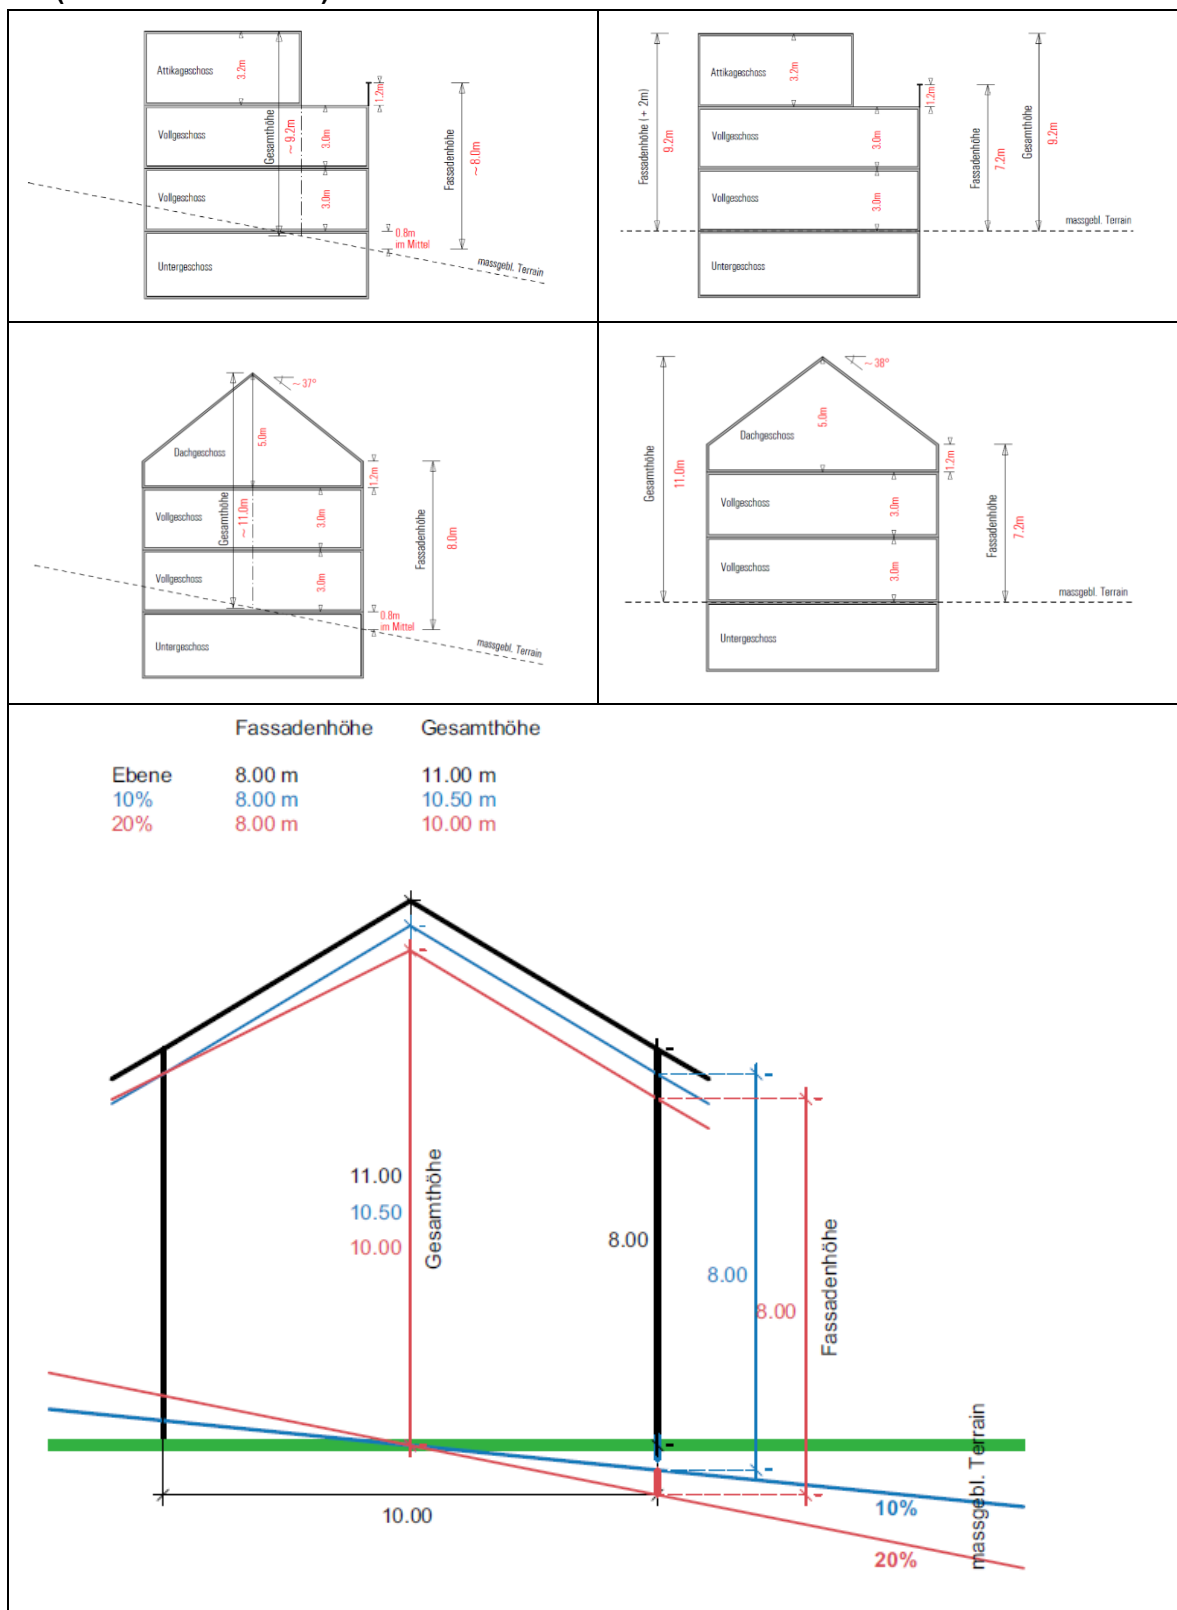 Attikageschoss
3.2m
1.2m
Vollgeschoss
3.0m
Gesamthöhe
~ 9.2m
Fassadenhöhe
~ 8.0m
Vollgeschoss
3.0m
0.8m
im Mittel
Untergeschoss
massgebl. Terrain
Fassadenhöhe (+ 2m)
9.2m
Attikageschoss
3.2m
1.2m
Vollgeschoss
3.0m
Fassadenhöhe
7.2m
Gesamthöhe
9.2m
Vollgeschoss
3.0m
massgebl. Terrain
Untergeschoss
~ 37°
5.0m
Dachgeschoss
1.2m
Vollgeschoss
Gesamthöhe
~ 11.0m
3.0m
Fassadenhöhe
8.0m
Vollgeschoss
3.0m
0.8m
im Mittel
Untergeschoss
massgebl. Terrain
~ 38°
Gesamthöhe
11.0m
5.0m
Dachgeschoss
1.2m
Vollgeschoss
3.0m
Fassadenhöhe
7.2m
Vollgeschoss
3.0m
massgebl. Terrain
Untergeschoss
Fassadenhöhe Gesamthöhe
Ebene 8.00 m 11.00 m
10% 8.00 m 10.50 m
20% 8.00 m 10.00 m
11.00
10.50
10.00
Gesamthöhe
8.00
8.00
8.00
Fassadenhöhe
10.00
10%
20%
massgebl. Terrain